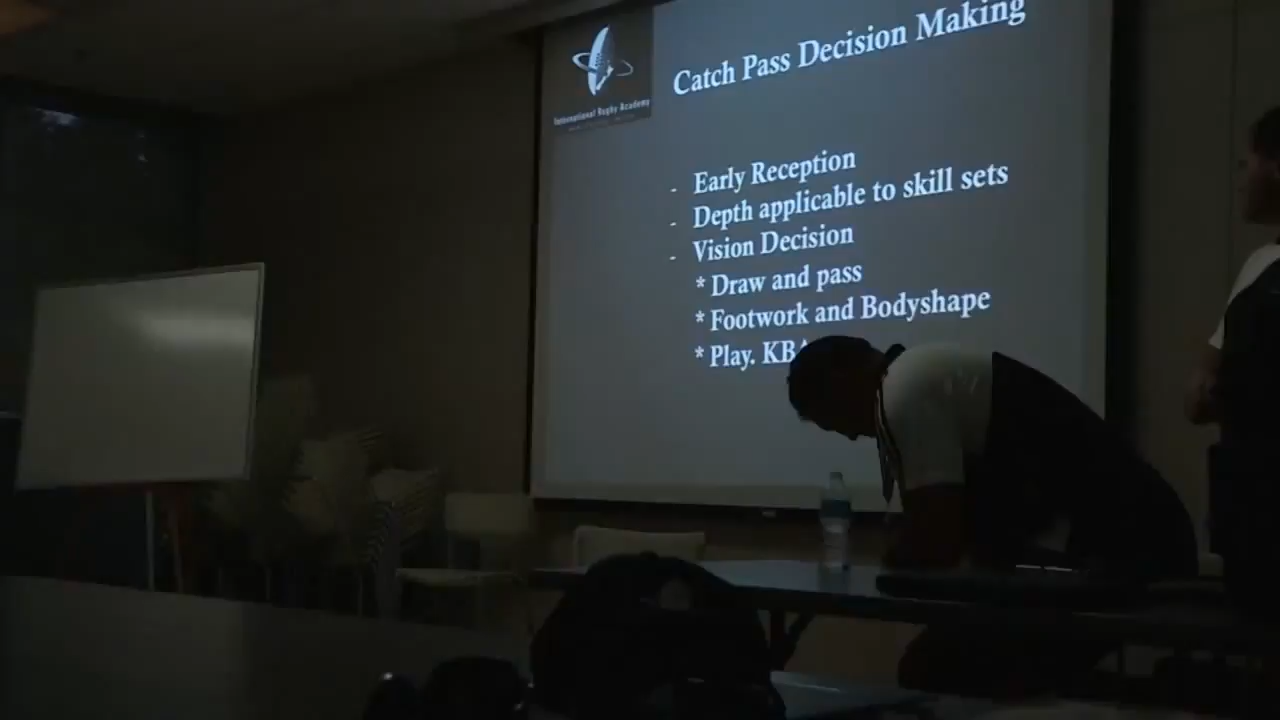 Catch Pass Decision Making
International Rugby Academy
- Early Reception
- Depth applicable to skill sets
- Vision Decision
* Draw and pass
* Footwork and Bodyshape
* Play.